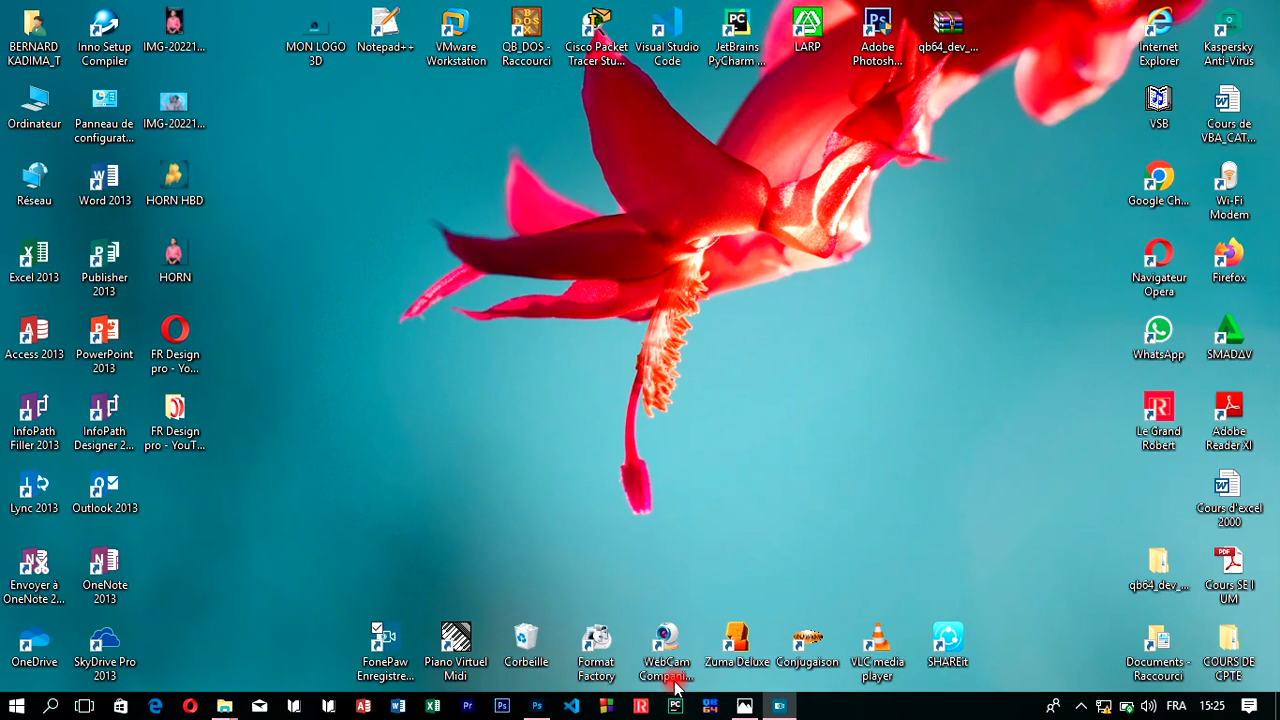 BERNARD
KADIMA_T
Inno Setup
Compiler
IMG-20221...
MON LOGO
3D
Notepad++
VMware
Workstation
QB_DOS -
Raccourci
Cisco Packet
Tracer Stu...
Visual Studio
Code
JetBrains
PyCharm ...
LARP
Adobe
Photosh...
qb64_dev_...
Internet
Explorer
Kaspersky
Anti-Virus
Ordinateur
Panneau de
configurat...
IMG-20221...
VSB
Cours de
VBA_CAT...
Réseau
Word 2013
HORN HBD
Google Ch...
Wi-Fi
Modem
Excel 2013
Publisher
2013
HORN
Navigateur
Opera
Firefox
Access 2013
PowerPoint
2013
FR Design
pro - Yo...
WhatsApp
SMADΔV
InfoPath
Filler 2013
InfoPath
Designer 2...
FR Design
pro - YouT...
Le Grand
Robert
Adobe
Reader XI
Lync 2013
Outlook 2013
Cours d'excel
2000
Envoyer à
OneNote 2...
OneNote
2013
qb64_dev_...
Cours SE I
UM
OneDrive
SkyDrive Pro
2013
FonePaw
Enregistre...
Piano Virtuel
Midi
Corbeille
Format
Factory
WebCam
Compani...
Zuma Deluxe
Conjugaison
VLC media
player
SHAREit
Documents -
Raccourci
COURS DE
CPTE
FRA
15:25